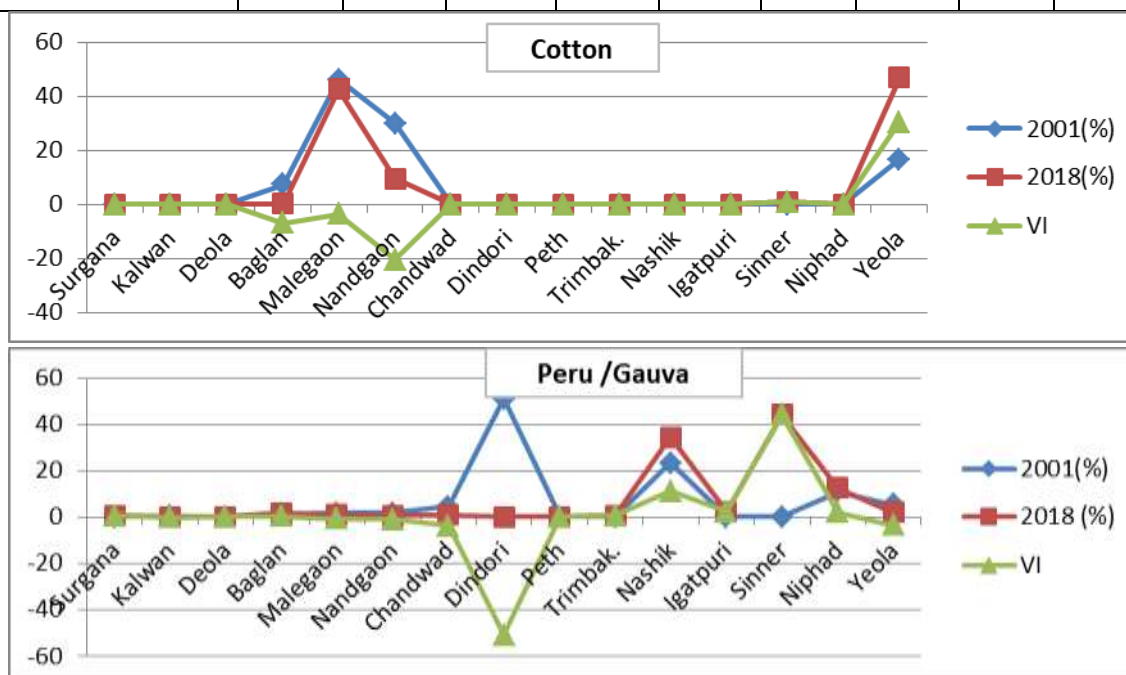 Cotton
60
40
20
0
-20
-40
Surgana
Kalwan
Deola
Baglan
Malegaon
Nandgaon
Chandwad
Dindori
Peth
Trimbak.
Nashik
Igatpuri
Sinner
Niphad
Yeola
2001(%)
2018(%)
VI
Peru /Gauva
60
40
20
0
-20
-40
-60
Surgana
Kalwan
Deola
Baglan
Malegaon
Nandgaon
Chandwad
Dindori
Peth
Trimbak.
Nashik
Igatpuri
Sinner
Niphad
Yeola
2001(%)
2018 (%)
VI